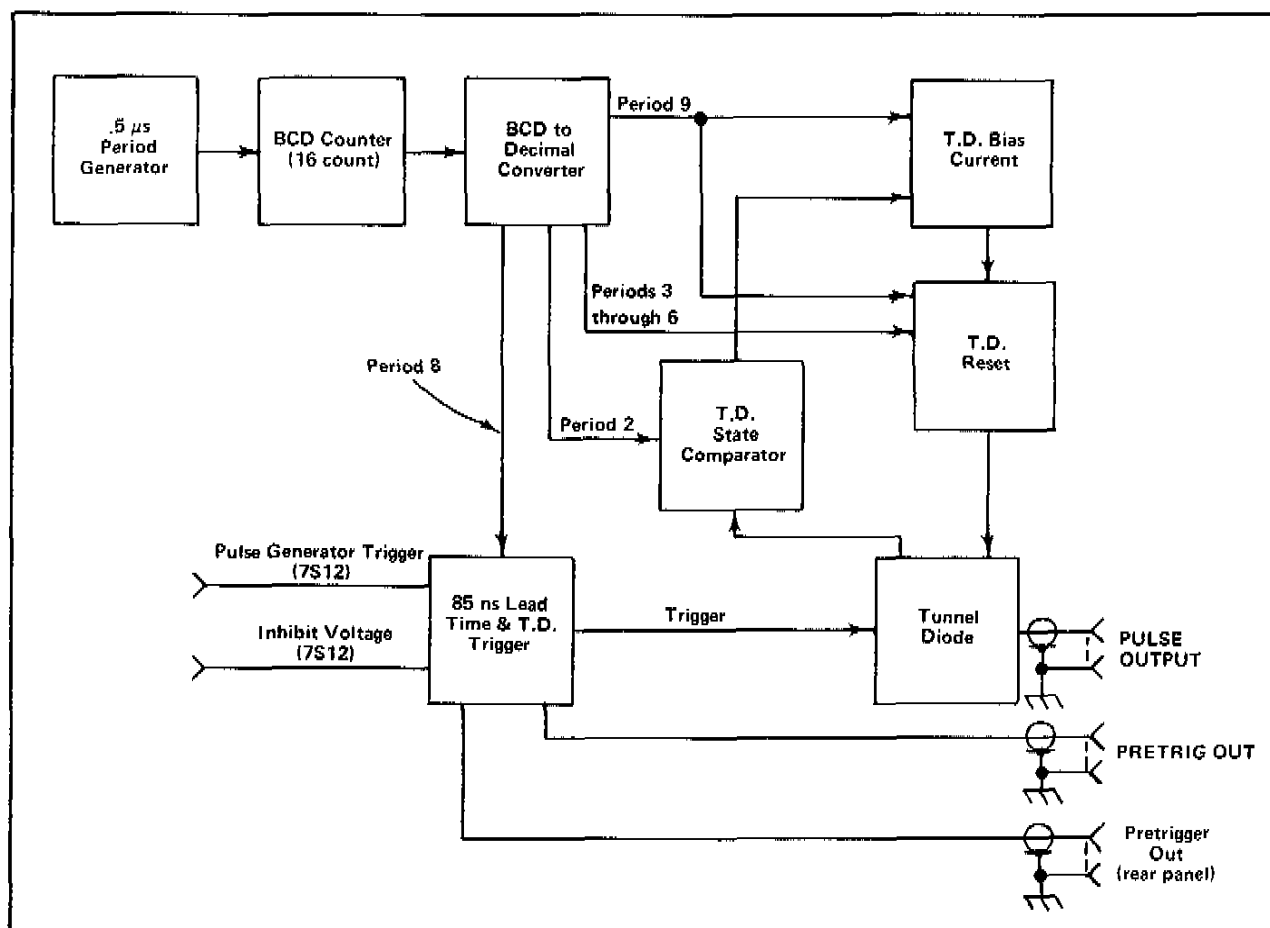 .5 μs
Period
Generator
BCD Counter
(16 count)
BCD to
Decimal
Converter
Period 9
T.D. Bias
Current
Periods 3
through 6
T.D.
Reset
Period 8
Period 2
T.D.
State
Comparator
Pulse Generator Trigger
(7S12)
Inhibit Voltage
(7S12)
85 ns Lead
Time & T.D.
Trigger
Trigger
Tunnel
Diode
PULSE
OUTPUT
PRETRIG OUT
Pretrigger
Out
(rear panel)